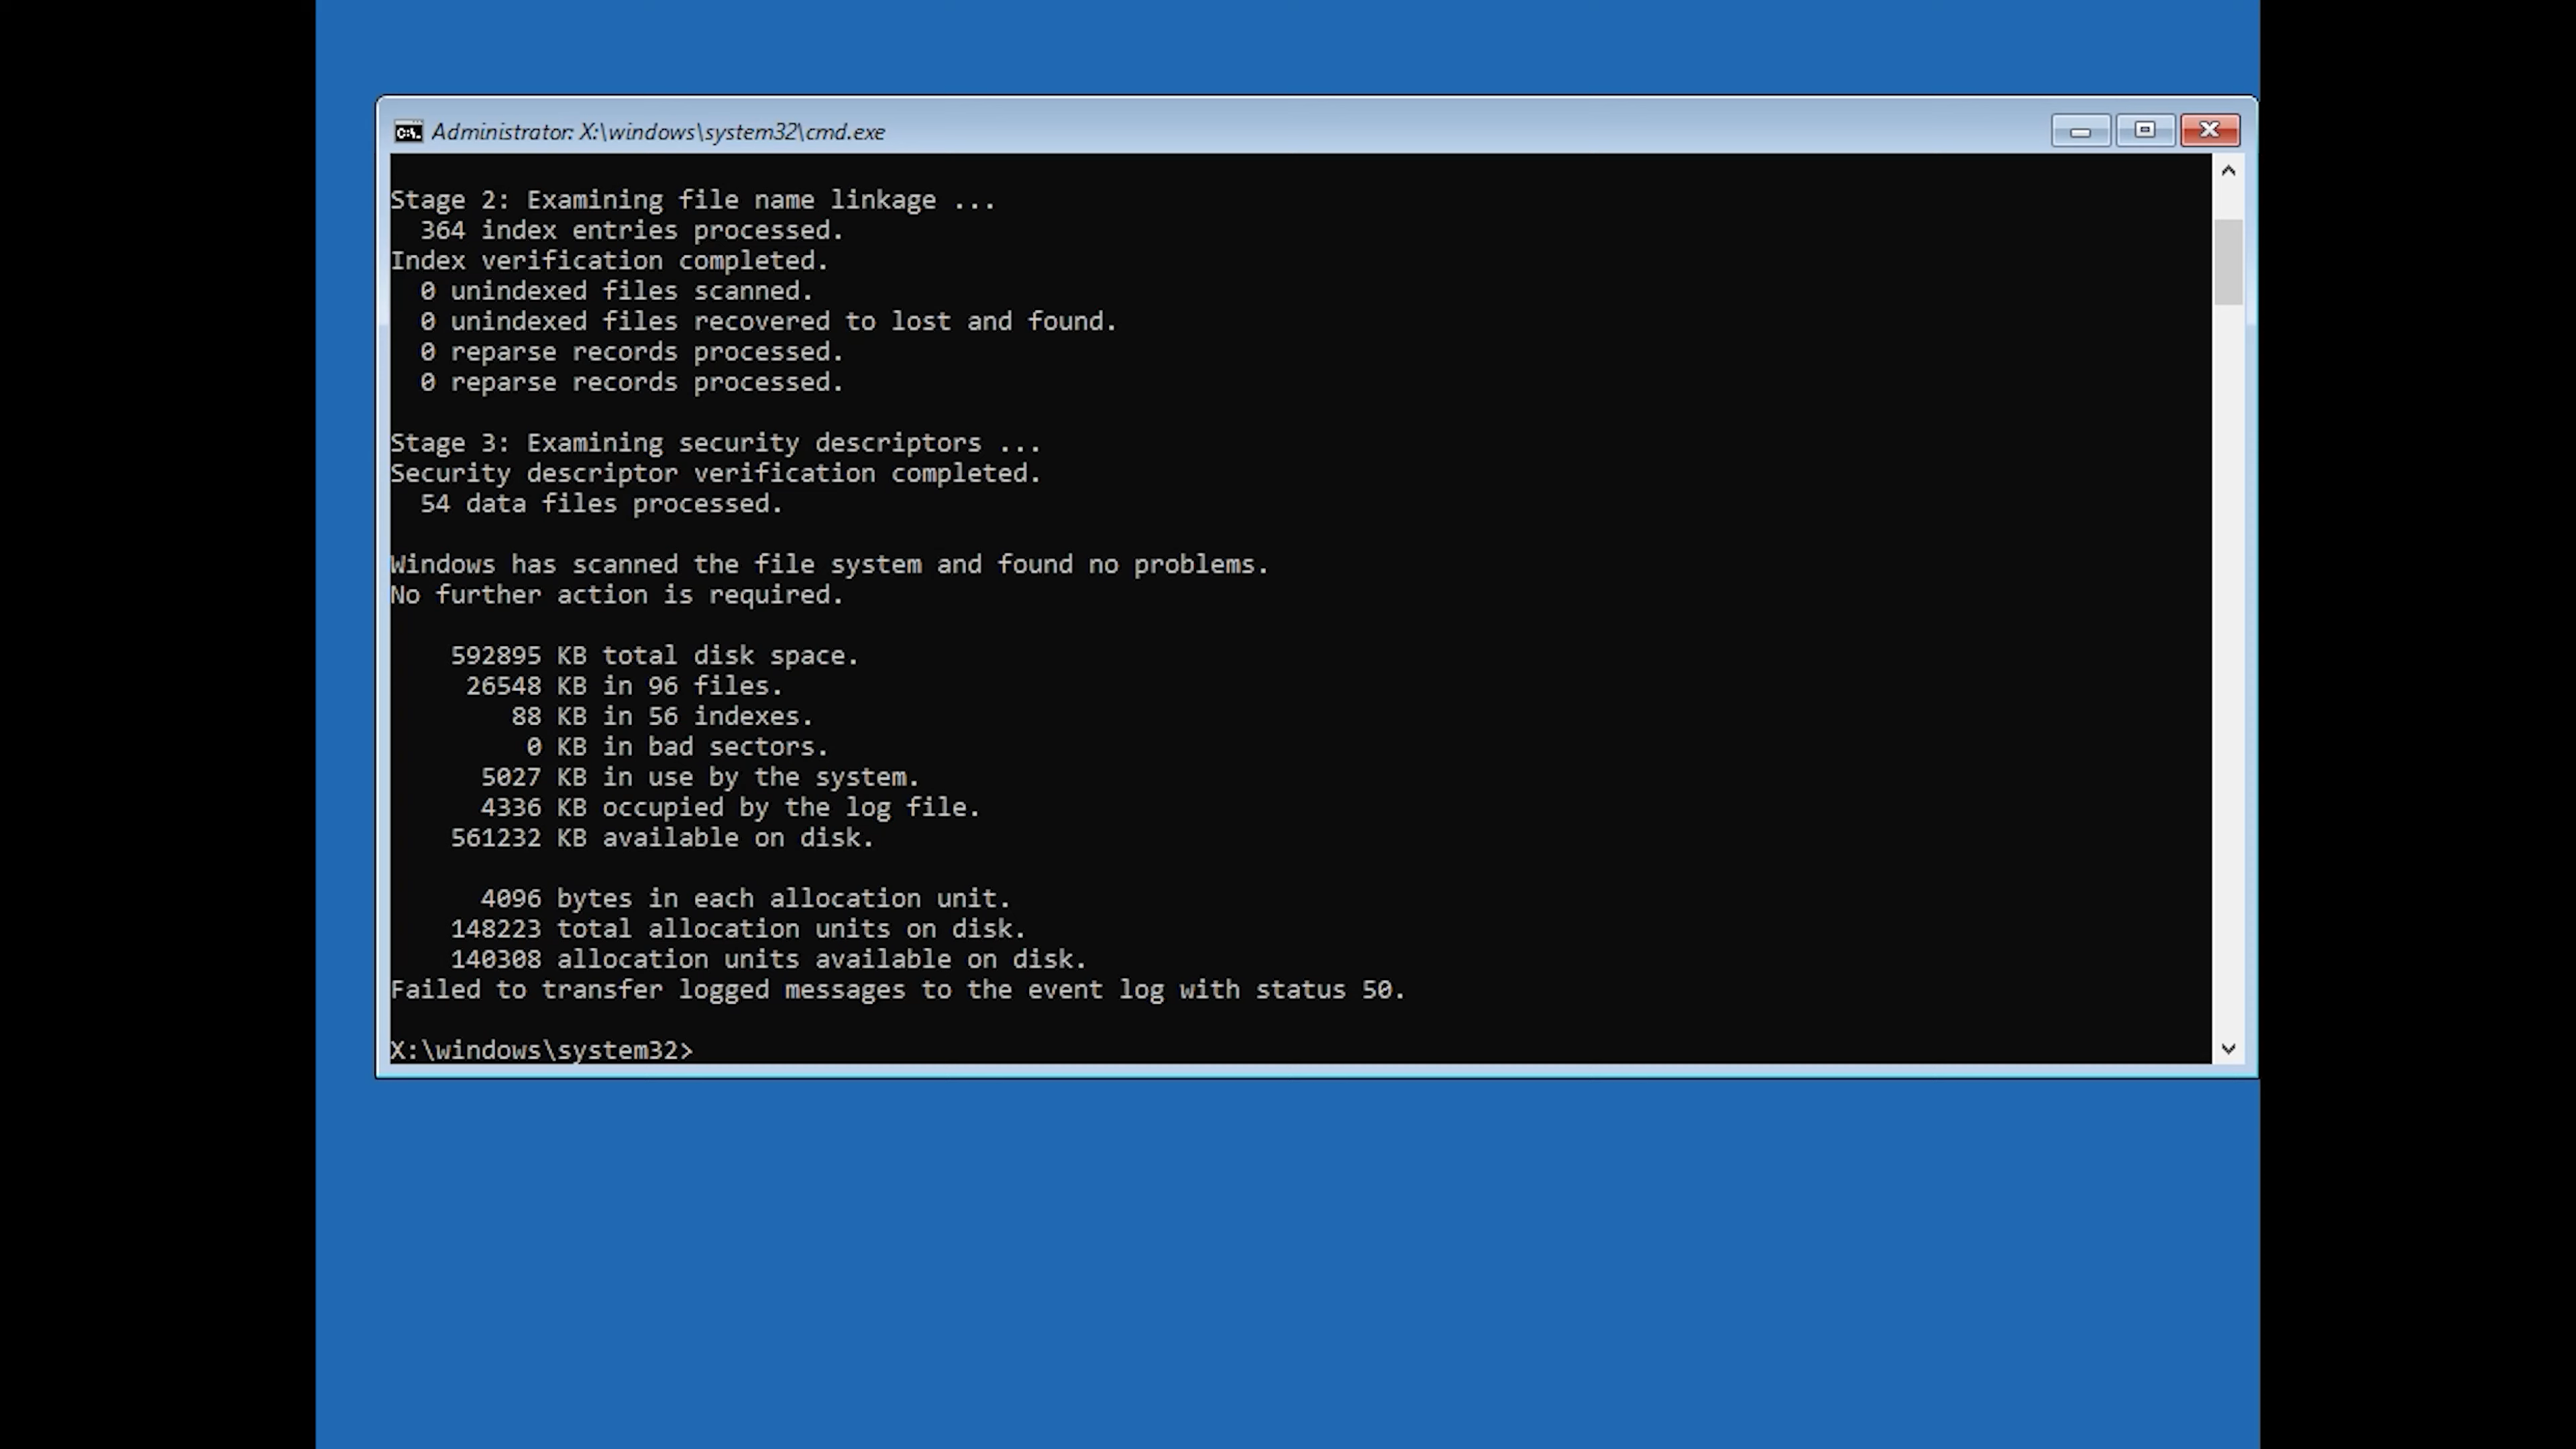 Administrator: X:\windows\system32\cmd.exe
Stage 2: Examining file name linkage ...
364 index entries processed.
Index verification completed.
0 unindexed files scanned.
0 unindexed files recovered to lost and found.
0 reparse records processed.
0 reparse records processed.
Stage 3: Examining security descriptors ...
Security descriptor verification completed.
54 data files processed.
Windows has scanned the file system and found no problems.
No further action is required.
592895 KB total disk space.
26548 KB in 96 files.
88 KB in 56 indexes.
0 KB in bad sectors.
5027 KB in use by the system.
4336 KB occupied by the log file.
561232 KB available on disk.
4096 bytes in each allocation unit.
148223 total allocation units on disk.
140308 allocation units available on disk.
Failed to transfer logged messages to the event log with status 50.
X:\windows\system32>